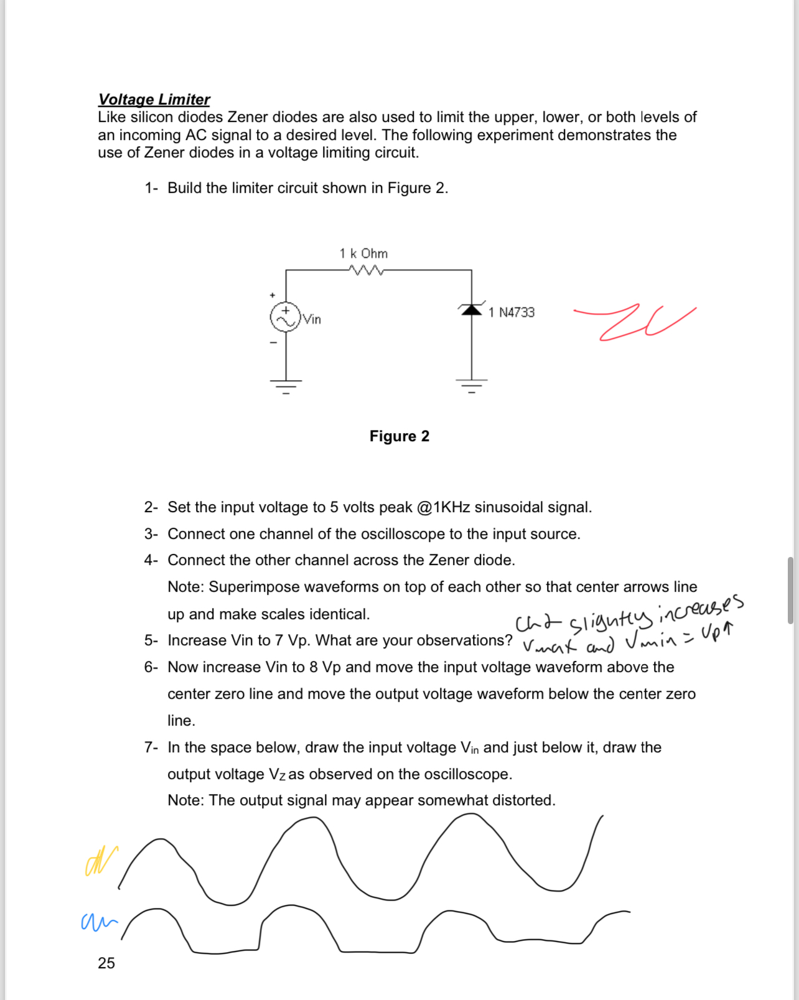 Voltage Limiter
Like silicon diodes Zener diodes are also used to limit the upper, lower, or both levels of
an incoming AC signal to a desired level. The following experiment demonstrates the
use of Zener diodes in a voltage limiting circuit.
1- Build the limiter circuit shown in Figure 2.
1 k Ohm
+
+
Vin
1 N4733
−
Figure 2
2- Set the input voltage to 5 volts peak @1KHz sinusoidal signal.
3- Connect one channel of the oscilloscope to the input source.
4- Connect the other channel across the Zener diode.
Note: Superimpose waveforms on top of each other so that center arrows line
up and make scales identical.
Ch2 slightly increases
5- Increase Vin to 7 Vp. What are your observations?
Vmax and Vmin = Vp↑
6- Now increase Vin to 8 Vp and move the input voltage waveform above the
center zero line and move the output voltage waveform below the center zero
line.
7- In the space below, draw the input voltage Vin and just below it, draw the
output voltage Vz as observed on the oscilloscope.
Note: The output signal may appear somewhat distorted.
25